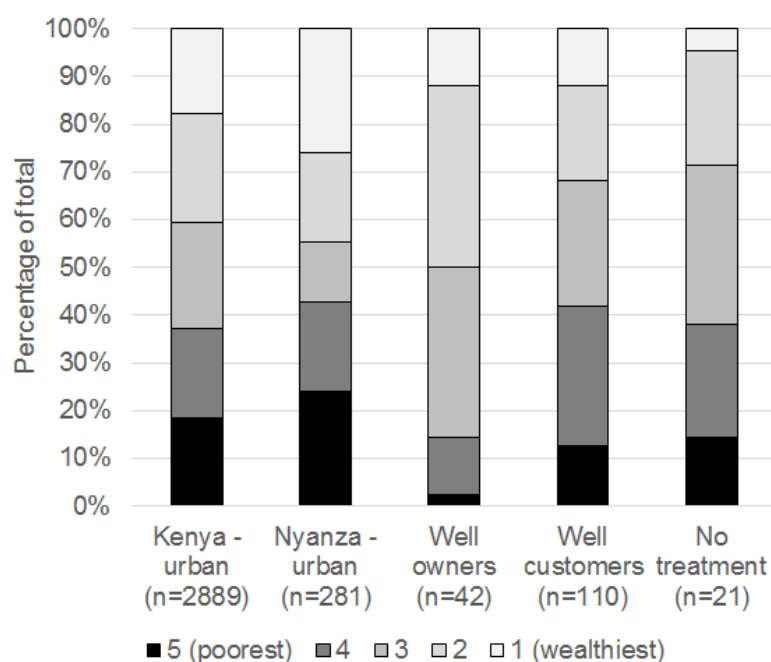 100%
90%
80%
70%
60%
50%
40%
30%
20%
10%
0%
Percentage of total
Kenya - urban (n=2889)
Nyanza - urban (n=281)
Well owners (n=42)
Well customers (n=110)
No treatment (n=21)
5 (poorest) 4 3 2 1 (wealthiest)